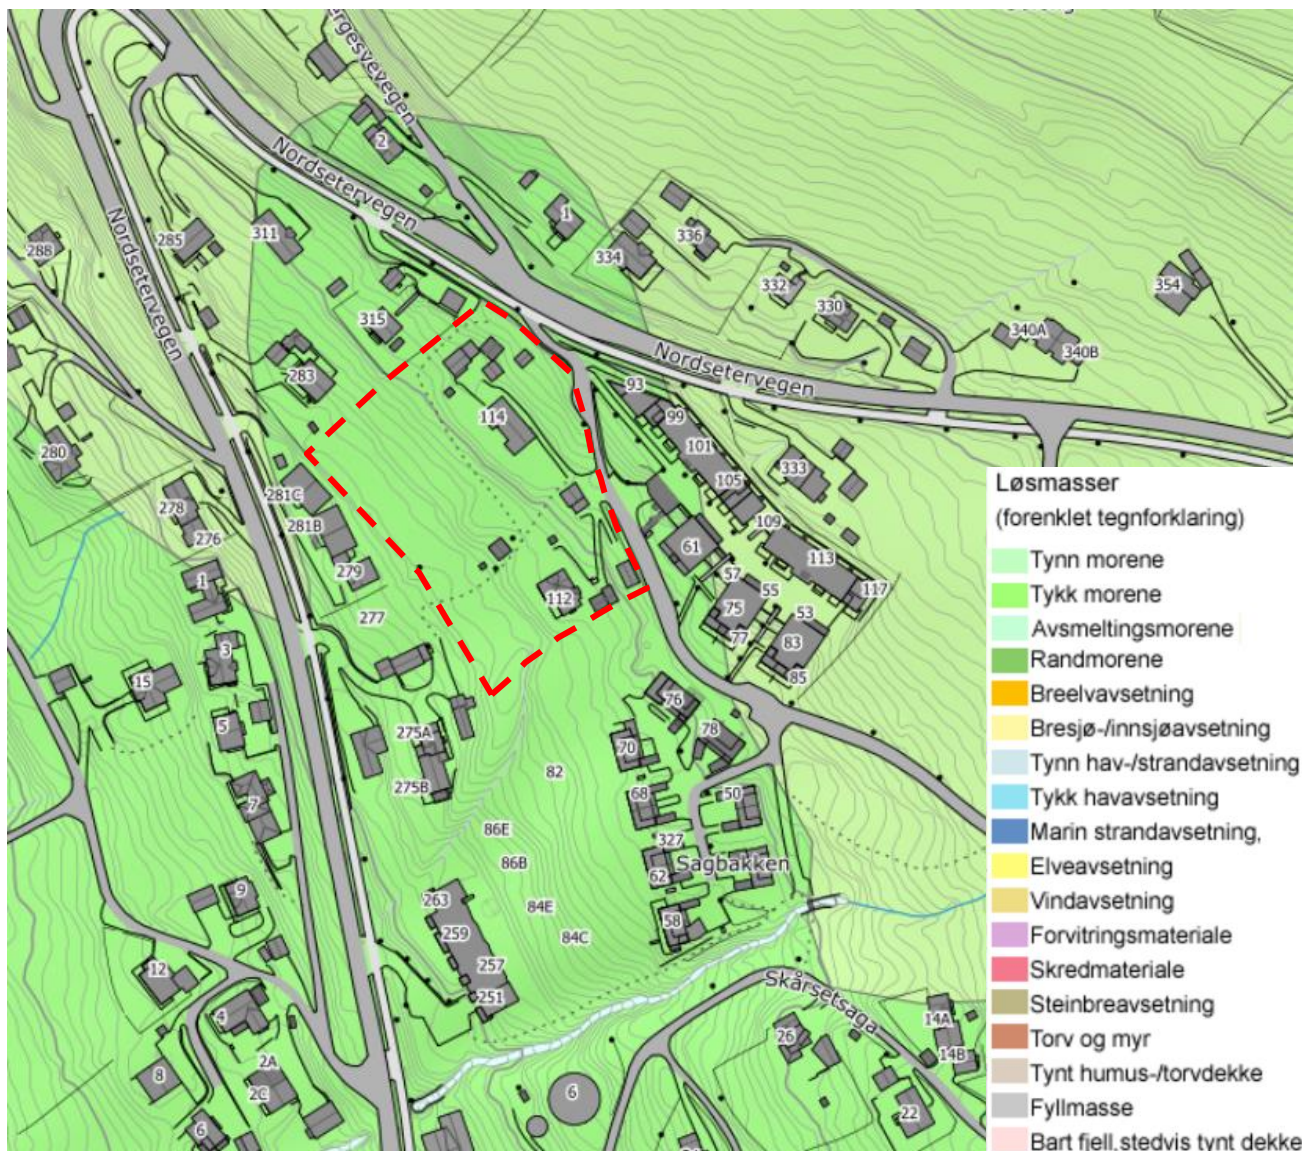 ergesvevegen
2
Nordsetervegen
1
336
334
285
311
288
Nordsetervegen
332
354
330
315
340A
340B
Nordsetervegen
283
93
114
99
101
280
333
105
281C
278
281B
109
276
61
113
279
57
117
1
55
112
75
53
277
77
83
3
85
15
76
275A
5
78
70
82
275B
68
50
7
86E
327
86B
Sagbakken
62
9
263
84E
58
259
84C
257
12
251
Skårsetsaga
4
14A
26
14B
2A
8
2C
6
22
6
Løsmasser
(forenklet tegnforklaring)
Tynn morene
Tykk morene
Avsmeltingsmorene
Randmorene
Breelvavsetning
Bresjø-/innsjøavsetning
Tynn hav-/strandavsetning
Tykk havavsetning
Marin strandavsetning,
Elveavsetning
Vindavsetning
Forvitringsmateriale
Skredmateriale
Steinbreavsetning
Torv og myr
Tynt humus-/torvdekke
Fyllmasse
Bart fjell,stedvis tynt dekke